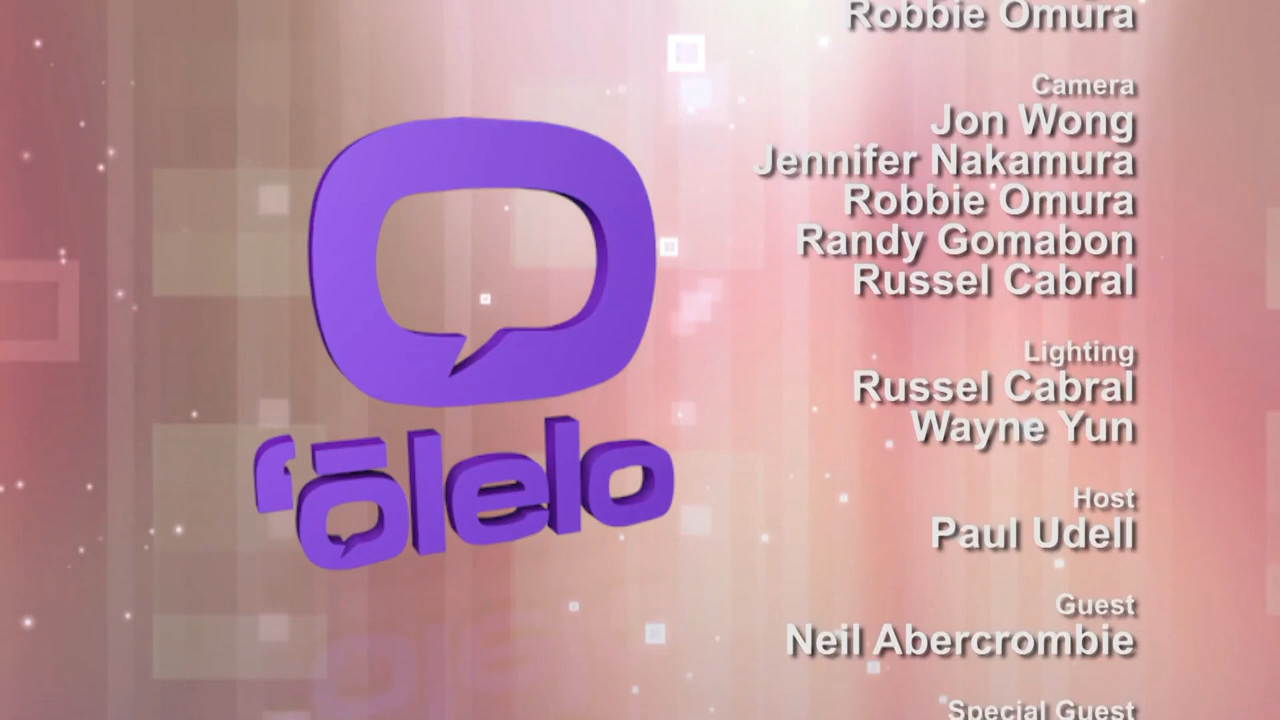 ʻōlelo
Robbie Omura
Camera
Jon Wong
Jennifer Nakamura
Robbie Omura
Randy Gomabon
Russel Cabral
Lighting
Russel Cabral
Wayne Yun
Host
Paul Udell
Guest
Neil Abercrombie
Special Guest